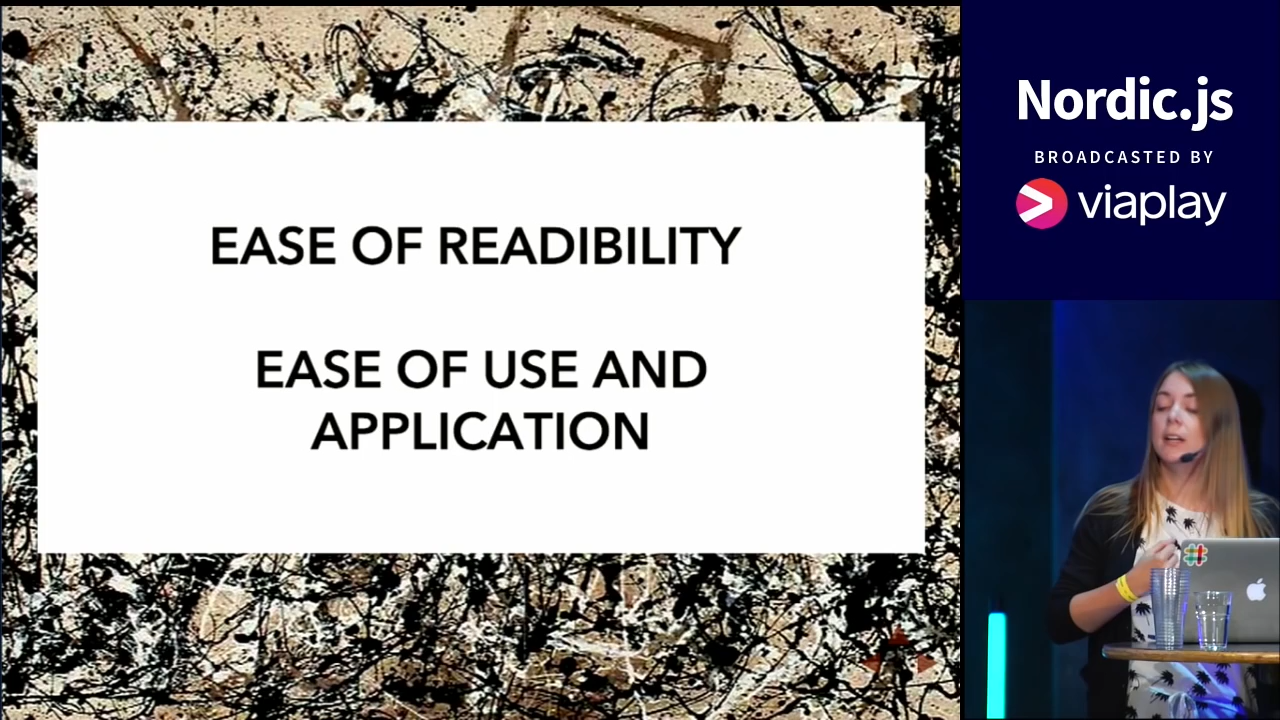 EASE OF READIBILITY
EASE OF USE AND
APPLICATION
Nordic.js
BROADCASTED BY
viaplay